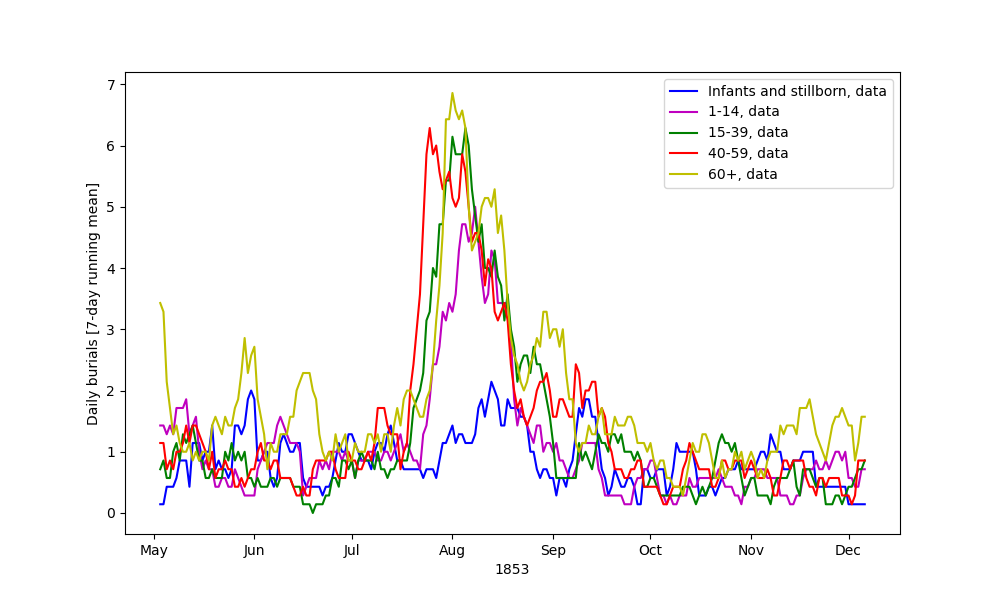 7
6
5
4
3
2
1
0
Daily burials [7-day running mean]
Infants and stillborn, data
1-14, data
15-39, data
40-59, data
60+, data
May Jun Jul Aug Sep Oct Nov Dec
1853